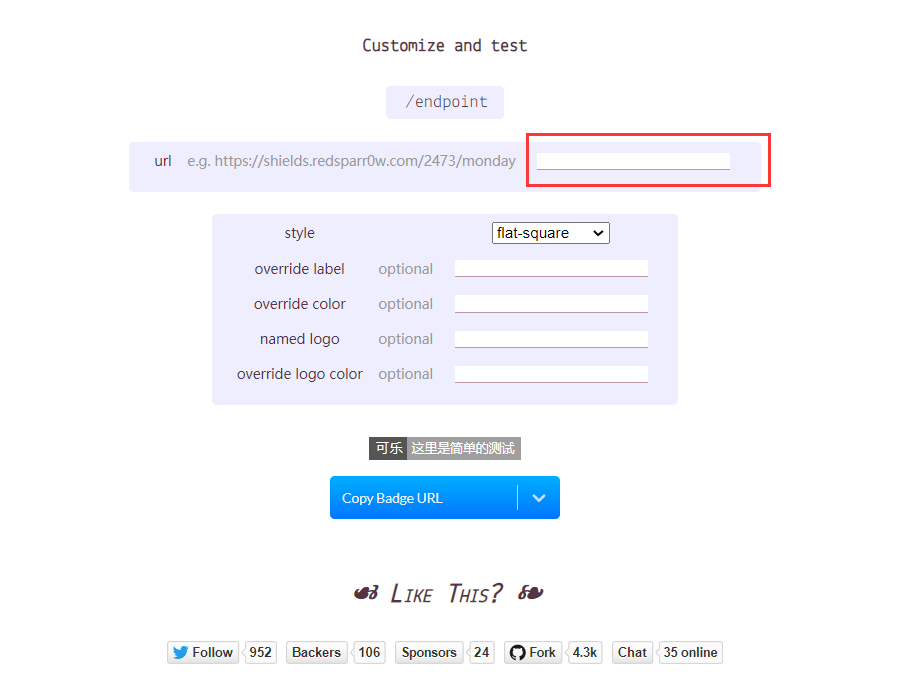 Customize and test
/endpoint
url e.g. https://shields.redsparr0w.com/2473/monday
style flat-square
override label optional
override color optional
named logo optional
override logo color optional
可乐 这里是简单的测试
Copy Badge URL
Like This?
Follow 952 Backers 106 Sponsors 24 Fork 4.3k Chat 35 online